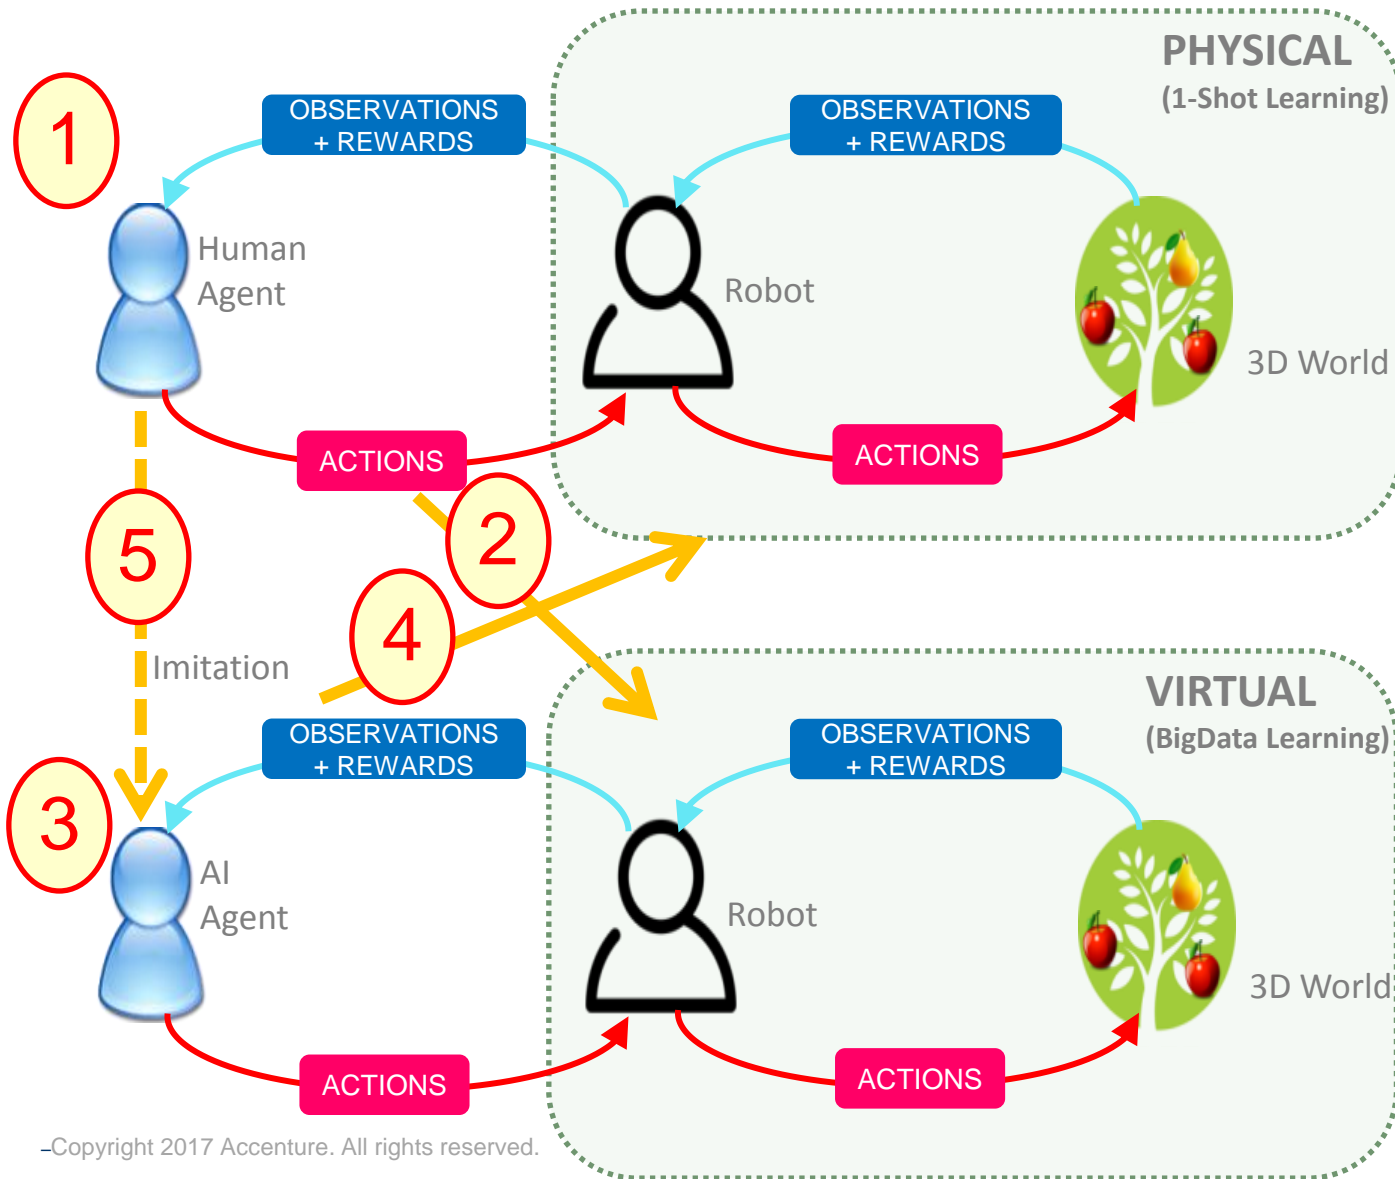 PHYSICAL
(1-Shot Learning)
1
OBSERVATIONS
+ REWARDS
OBSERVATIONS
+ REWARDS
Human
Agent
Robot
3D World
ACTIONS
ACTIONS
2
5
4
Imitation
VIRTUAL
(BigData Learning)
OBSERVATIONS
+ REWARDS
OBSERVATIONS
+ REWARDS
3
AI
Agent
Robot
3D World
ACTIONS
ACTIONS
–Copyright 2017 Accenture. All rights reserved.